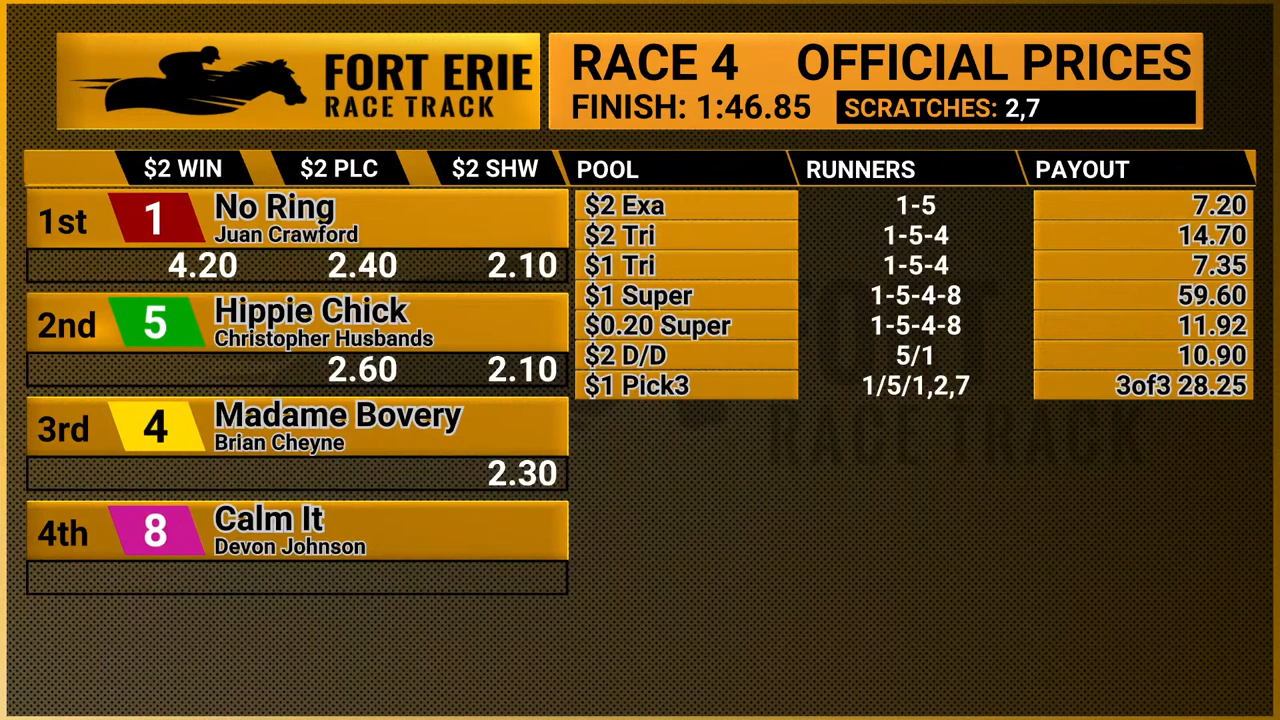 FORT ERIE
RACE TRACK
RACE 4 OFFICIAL PRICES
FINISH: 1:46.85 SCRATCHES: 2,7
$2 WIN $2 PLC $2 SHW
1st 1 No Ring
Juan Crawford
4.20 2.40 2.10
2nd 5 Hippie Chick
Christopher Husbands
2.60 2.10
3rd 4 Madame Bovery
Brian Cheyne
2.30
4th 8 Calm It
Devon Johnson
POOL RUNNERS PAYOUT
$2 Exa 1-5 7.20
$2 Tri 1-5-4 14.70
$1 Tri 1-5-4 7.35
$1 Super 1-5-4-8 59.60
$0.20 Super 1-5-4-8 11.92
$2 D/D 5/1 10.90
$1 Pick3 1/5/1,2,7 3of3 28.25